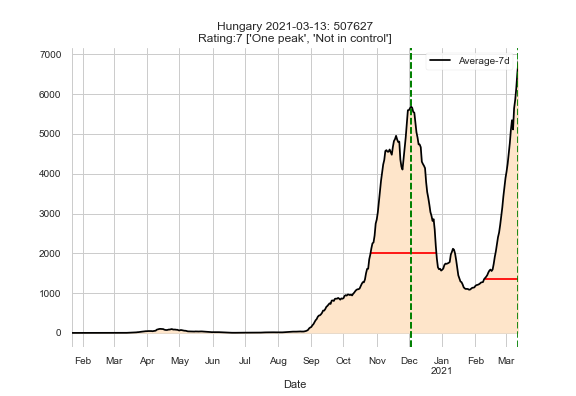 Hungary 2021-03-13: 507627
Rating:7 ['One peak', 'Not in control']
Average-7d
7000
6000
5000
4000
3000
2000
1000
0
Feb Mar Apr May Jun Jul Aug Sep Oct Nov Dec Jan Feb Mar
2021
Date